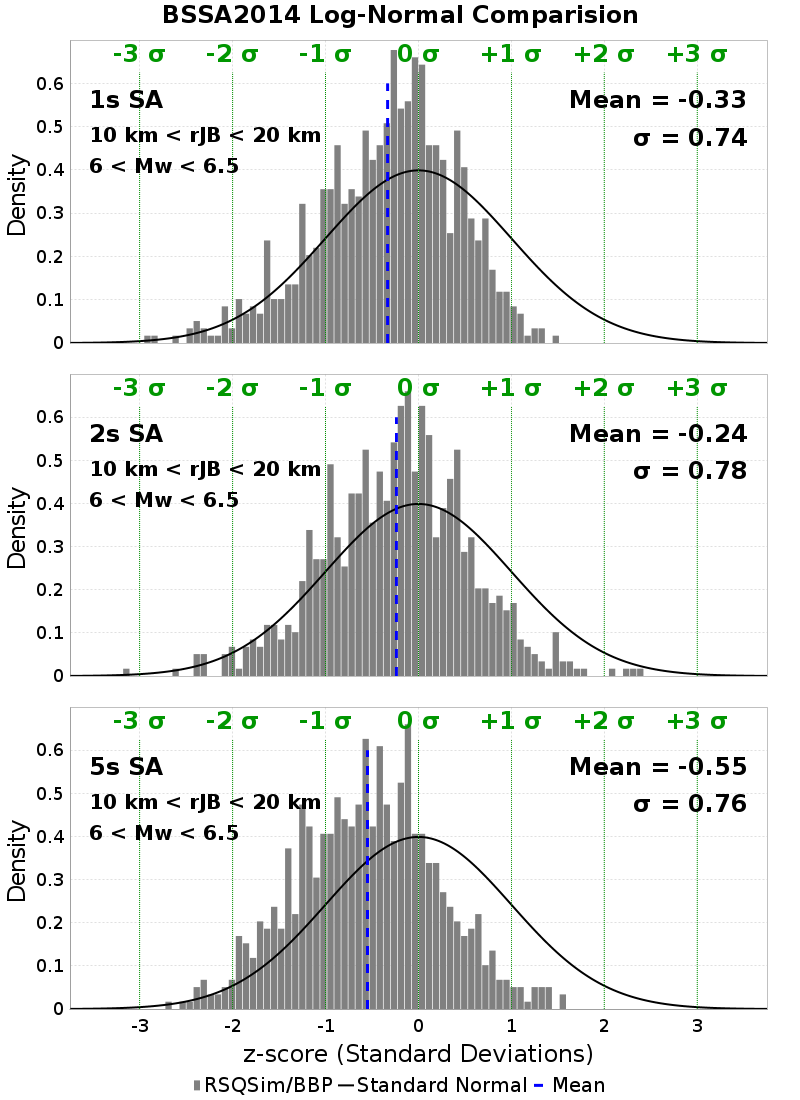 BSSA2014 Log-Normal Comparision
-3 σ -2 σ -1 σ 0 σ +1 σ +2 σ +3 σ
0.6
1s SA Mean = -0.33
0.5
10 km < rJB < 20 km σ = 0.74
6 < Mw < 6.5
0.4
Density
0.3
0.2
0.1
0
-3 σ -2 σ -1 σ 0 σ +1 σ +2 σ +3 σ
0.6
2s SA Mean = -0.24
0.5
10 km < rJB < 20 km σ = 0.78
6 < Mw < 6.5
0.4
Density
0.3
0.2
0.1
0
-3 σ -2 σ -1 σ 0 σ +1 σ +2 σ +3 σ
0.6
5s SA Mean = -0.55
0.5
10 km < rJB < 20 km σ = 0.76
6 < Mw < 6.5
0.4
Density
0.3
0.2
0.1
0
-3 -2 -1 0 1 2 3
z-score (Standard Deviations)
RSQSim/BBP Standard Normal Mean